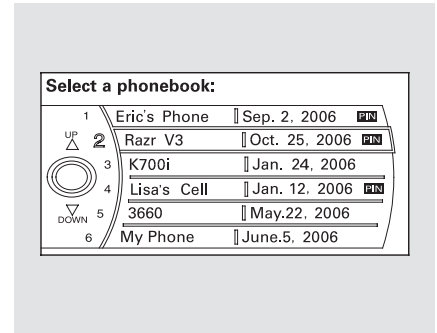 Select a phonebook:
1 Eric's Phone Sep. 2, 2006 PIN
UP 2 Razr V3 Oct. 25, 2006 PIN
3 K700i Jan. 24, 2006
4 Lisa's Cell Jan. 12, 2006 PIN
DOWN 5 3660 May.22, 2006
6 My Phone June.5, 2006